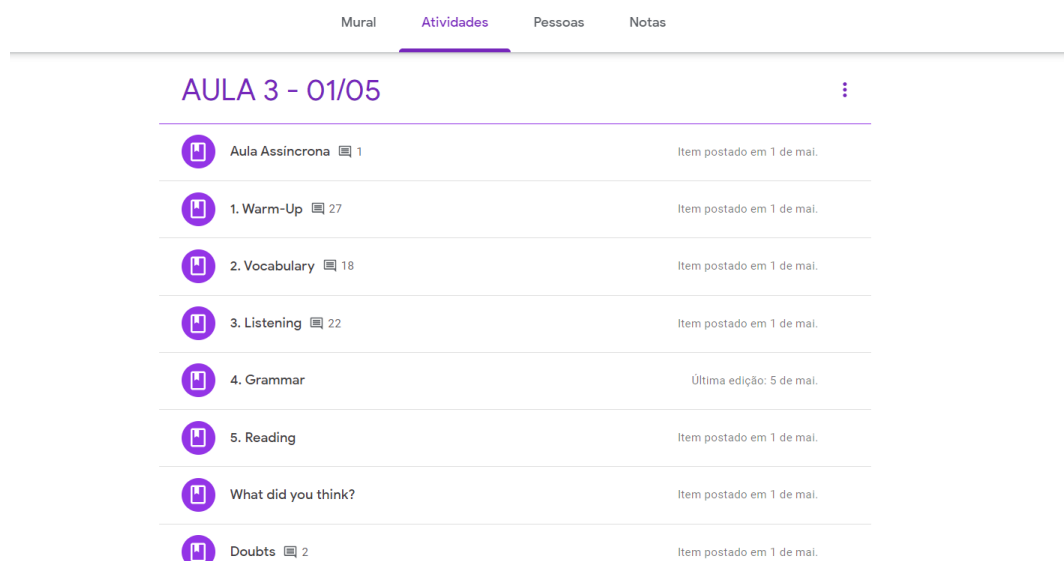 Mural Atividades Pessoas Notas
AULA 3 - 01/05
Aula Assíncrona 1 Item postado em 1 de mai.
1. Warm-Up 27 Item postado em 1 de mai.
2. Vocabulary 18 Item postado em 1 de mai.
3. Listening 22 Item postado em 1 de mai.
4. Grammar Última edição: 5 de mai.
5. Reading Item postado em 1 de mai.
What did you think? Item postado em 1 de mai.
Doubts 2 Item postado em 1 de mai.